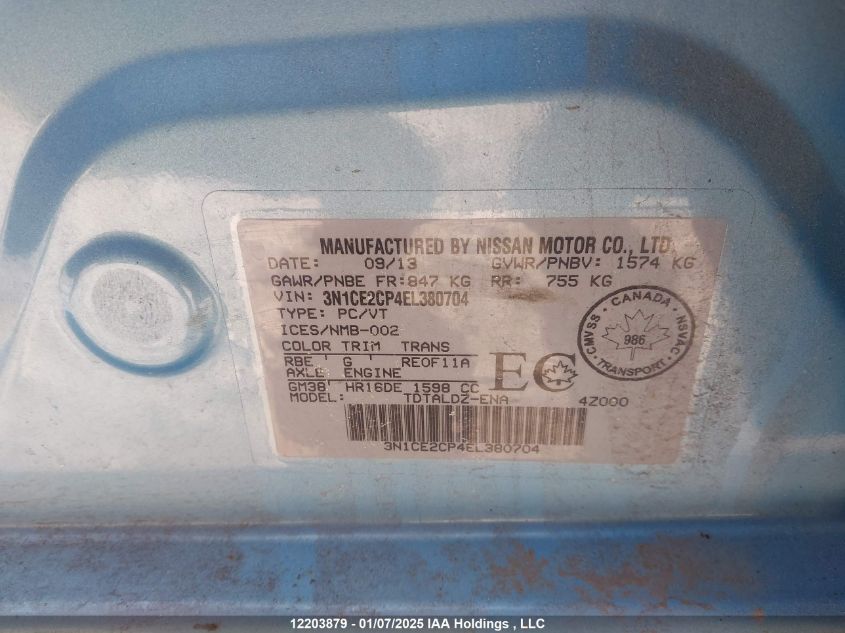 MANUFACTURED BY NISSAN MOTOR CO., LTD.
DATE: 09/13 GVWR/PNBV: 1574 KG
GAWR/PNBE FR:847 KG RR: 755 KG
VIN: 3N1CE2CP4EL380704
TYPE: PC/VT
ICES/NMB-002
COLOR TRIM TRANS
RBE G RE0F11A
AXLE ENGINE
GM38 HR16DE 1598 CC
MODEL: TDTALDZ-ENA 4Z000
EC
CANADA
CMVSS NSVAC
986
TRANSPORT
3N1CE2CP4EL380704
12203879 - 01/07/2025 IAA Holdings , LLC